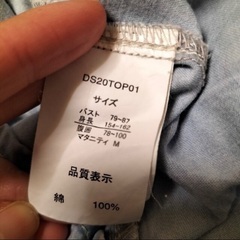 DS20TOP01
サイズ
バスト 79~87
身長 154~162
腹囲 78~100
マタニティ M
品質表示
綿 100%